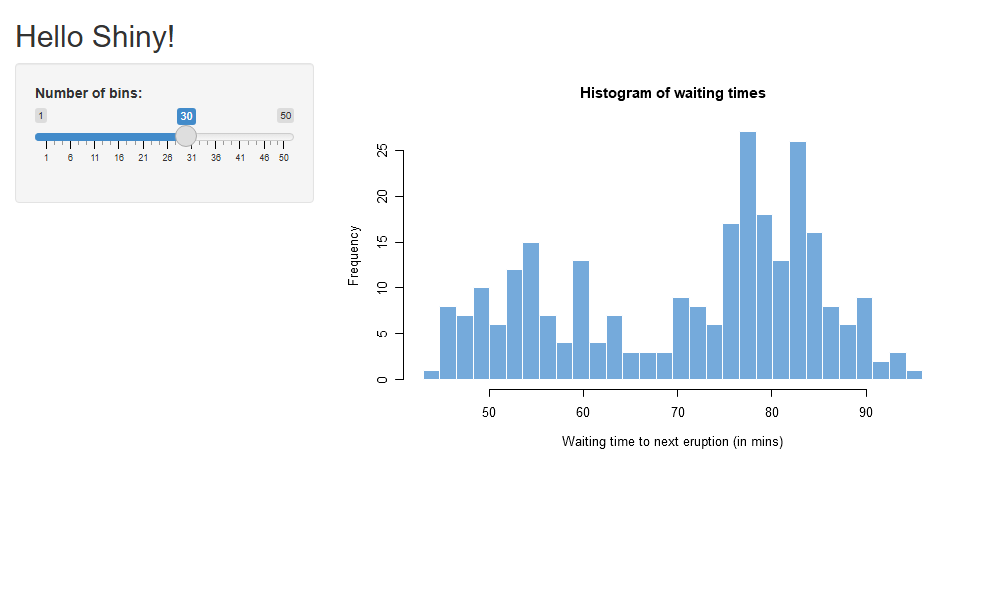 Hello Shiny!
Number of bins:
1 30 50
1 6 11 16 21 26 31 36 41 46 50
Histogram of waiting times
Frequency
25
20
15
10
5
0
50 60 70 80 90
Waiting time to next eruption (in mins)